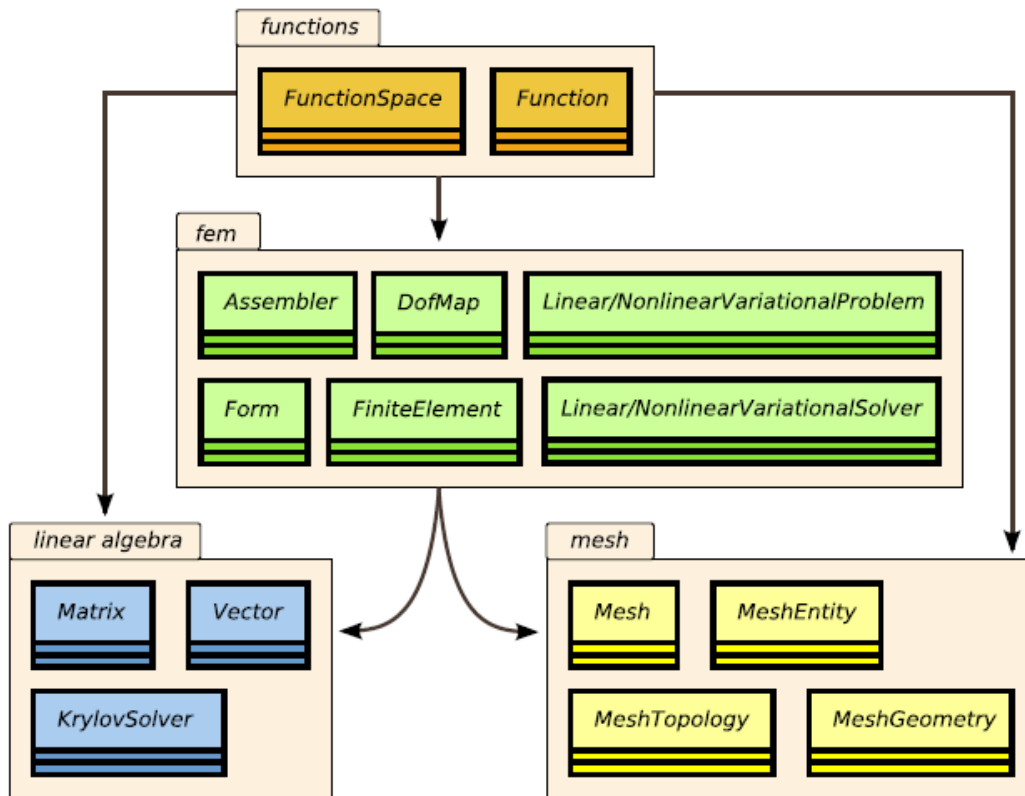 functions
FunctionSpace
Function
fem
Assembler
DofMap
Linear/NonlinearVariationalProblem
Form
FiniteElement
Linear/NonlinearVariationalSolver
linear algebra
Matrix
Vector
KrylovSolver
mesh
Mesh
MeshEntity
MeshTopology
MeshGeometry